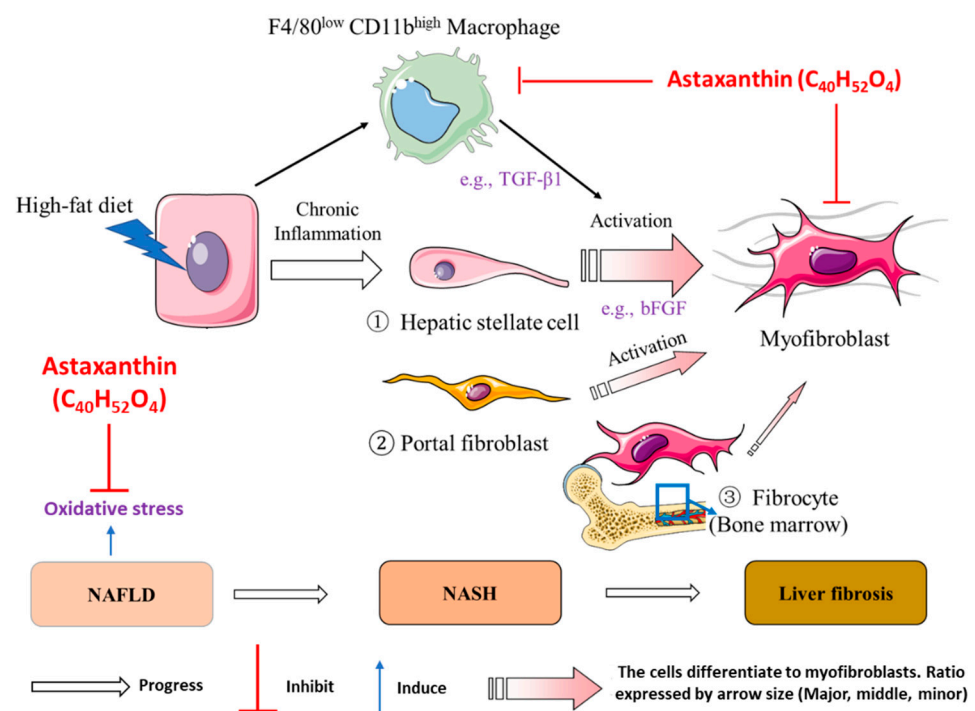 F4/80low CD11bhigh Macrophage
Astaxanthin (C40H52O4)
e.g., TGF-β1
High-fat diet
Chronic
Inflammation
Activation
① Hepatic stellate cell
e.g., bFGF
Myofibroblast
Astaxanthin
(C40H52O4)
Activation
② Portal fibroblast
Oxidative stress
③ Fibrocyte
(Bone marrow)
NAFLD
NASH
Liver fibrosis
Progress
Inhibit
Induce
The cells differentiate to myofibroblasts. Ratio
expressed by arrow size (Major, middle, minor)